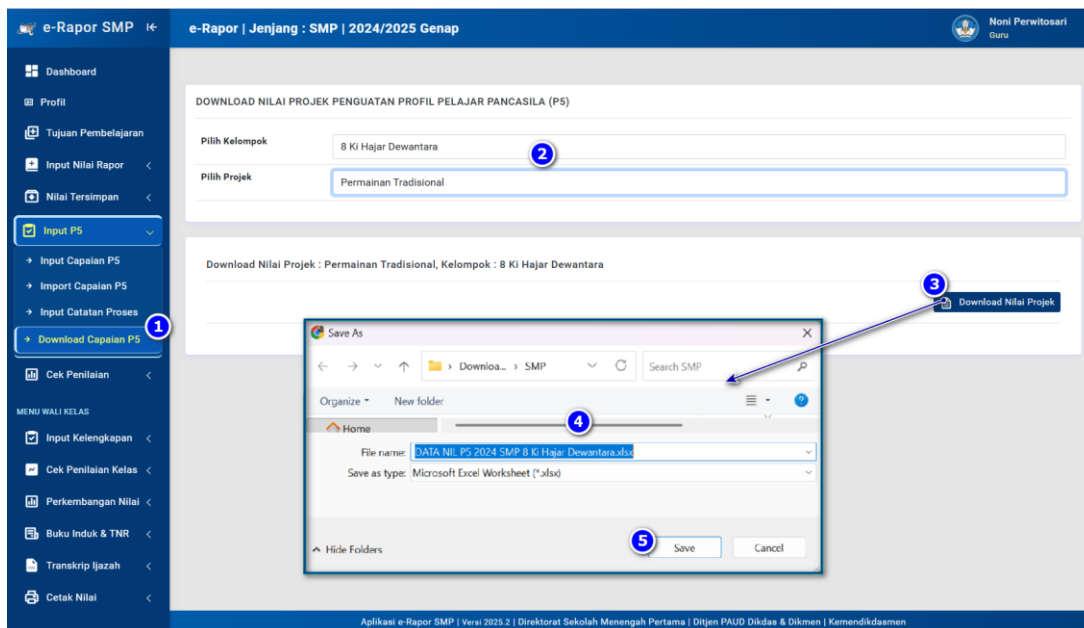 e-Rapor SMP
e-Rapor | Jenjang : SMP | 2024/2025 Genap
Noni Perwitosari
Guru
Dashboard
Profil
Tujuan Pembelajaran
Input Nilai Rapor
Nilai Tersimpan
Input P5
Input Capaian P5
Import Capaian P5
Input Catatan Proses
Download Capaian P5
1
Cek Penilaian
MENU WALI KELAS
Input Kelengkapan
Cek Penilaian Kelas
Perkembangan Nilai
Buku Induk & TNR
Transkrip Ijazah
Cetak Nilai
DOWNLOAD NILAI PROJEK PENGUATAN PROFIL PELAJAR PANCASILA (P5)
Pilih Kelompok
8 Ki Hajar Dewantara
2
Pilih Projek
Permainan Tradisional
Download Nilai Projek : Permainan Tradisional, Kelompok : 8 Ki Hajar Dewantara
3
Download Nilai Projek
Save As
Downloa... > SMP
Search SMP
Organize
New folder
?
Home
4
File name: DATA NIL P5 2024 SMP 8 Ki Hajar Dewantara.xlsx
Save as type: Microsoft Excel Worksheet (*.xlsx)
Hide Folders
5
Save
Cancel
Aplikasi e-Rapor SMP | Versi 2025.2 | Direktorat Sekolah Menengah Pertama | Ditjen PAUD Dikdas & Dikmen | Kemendikdasmen